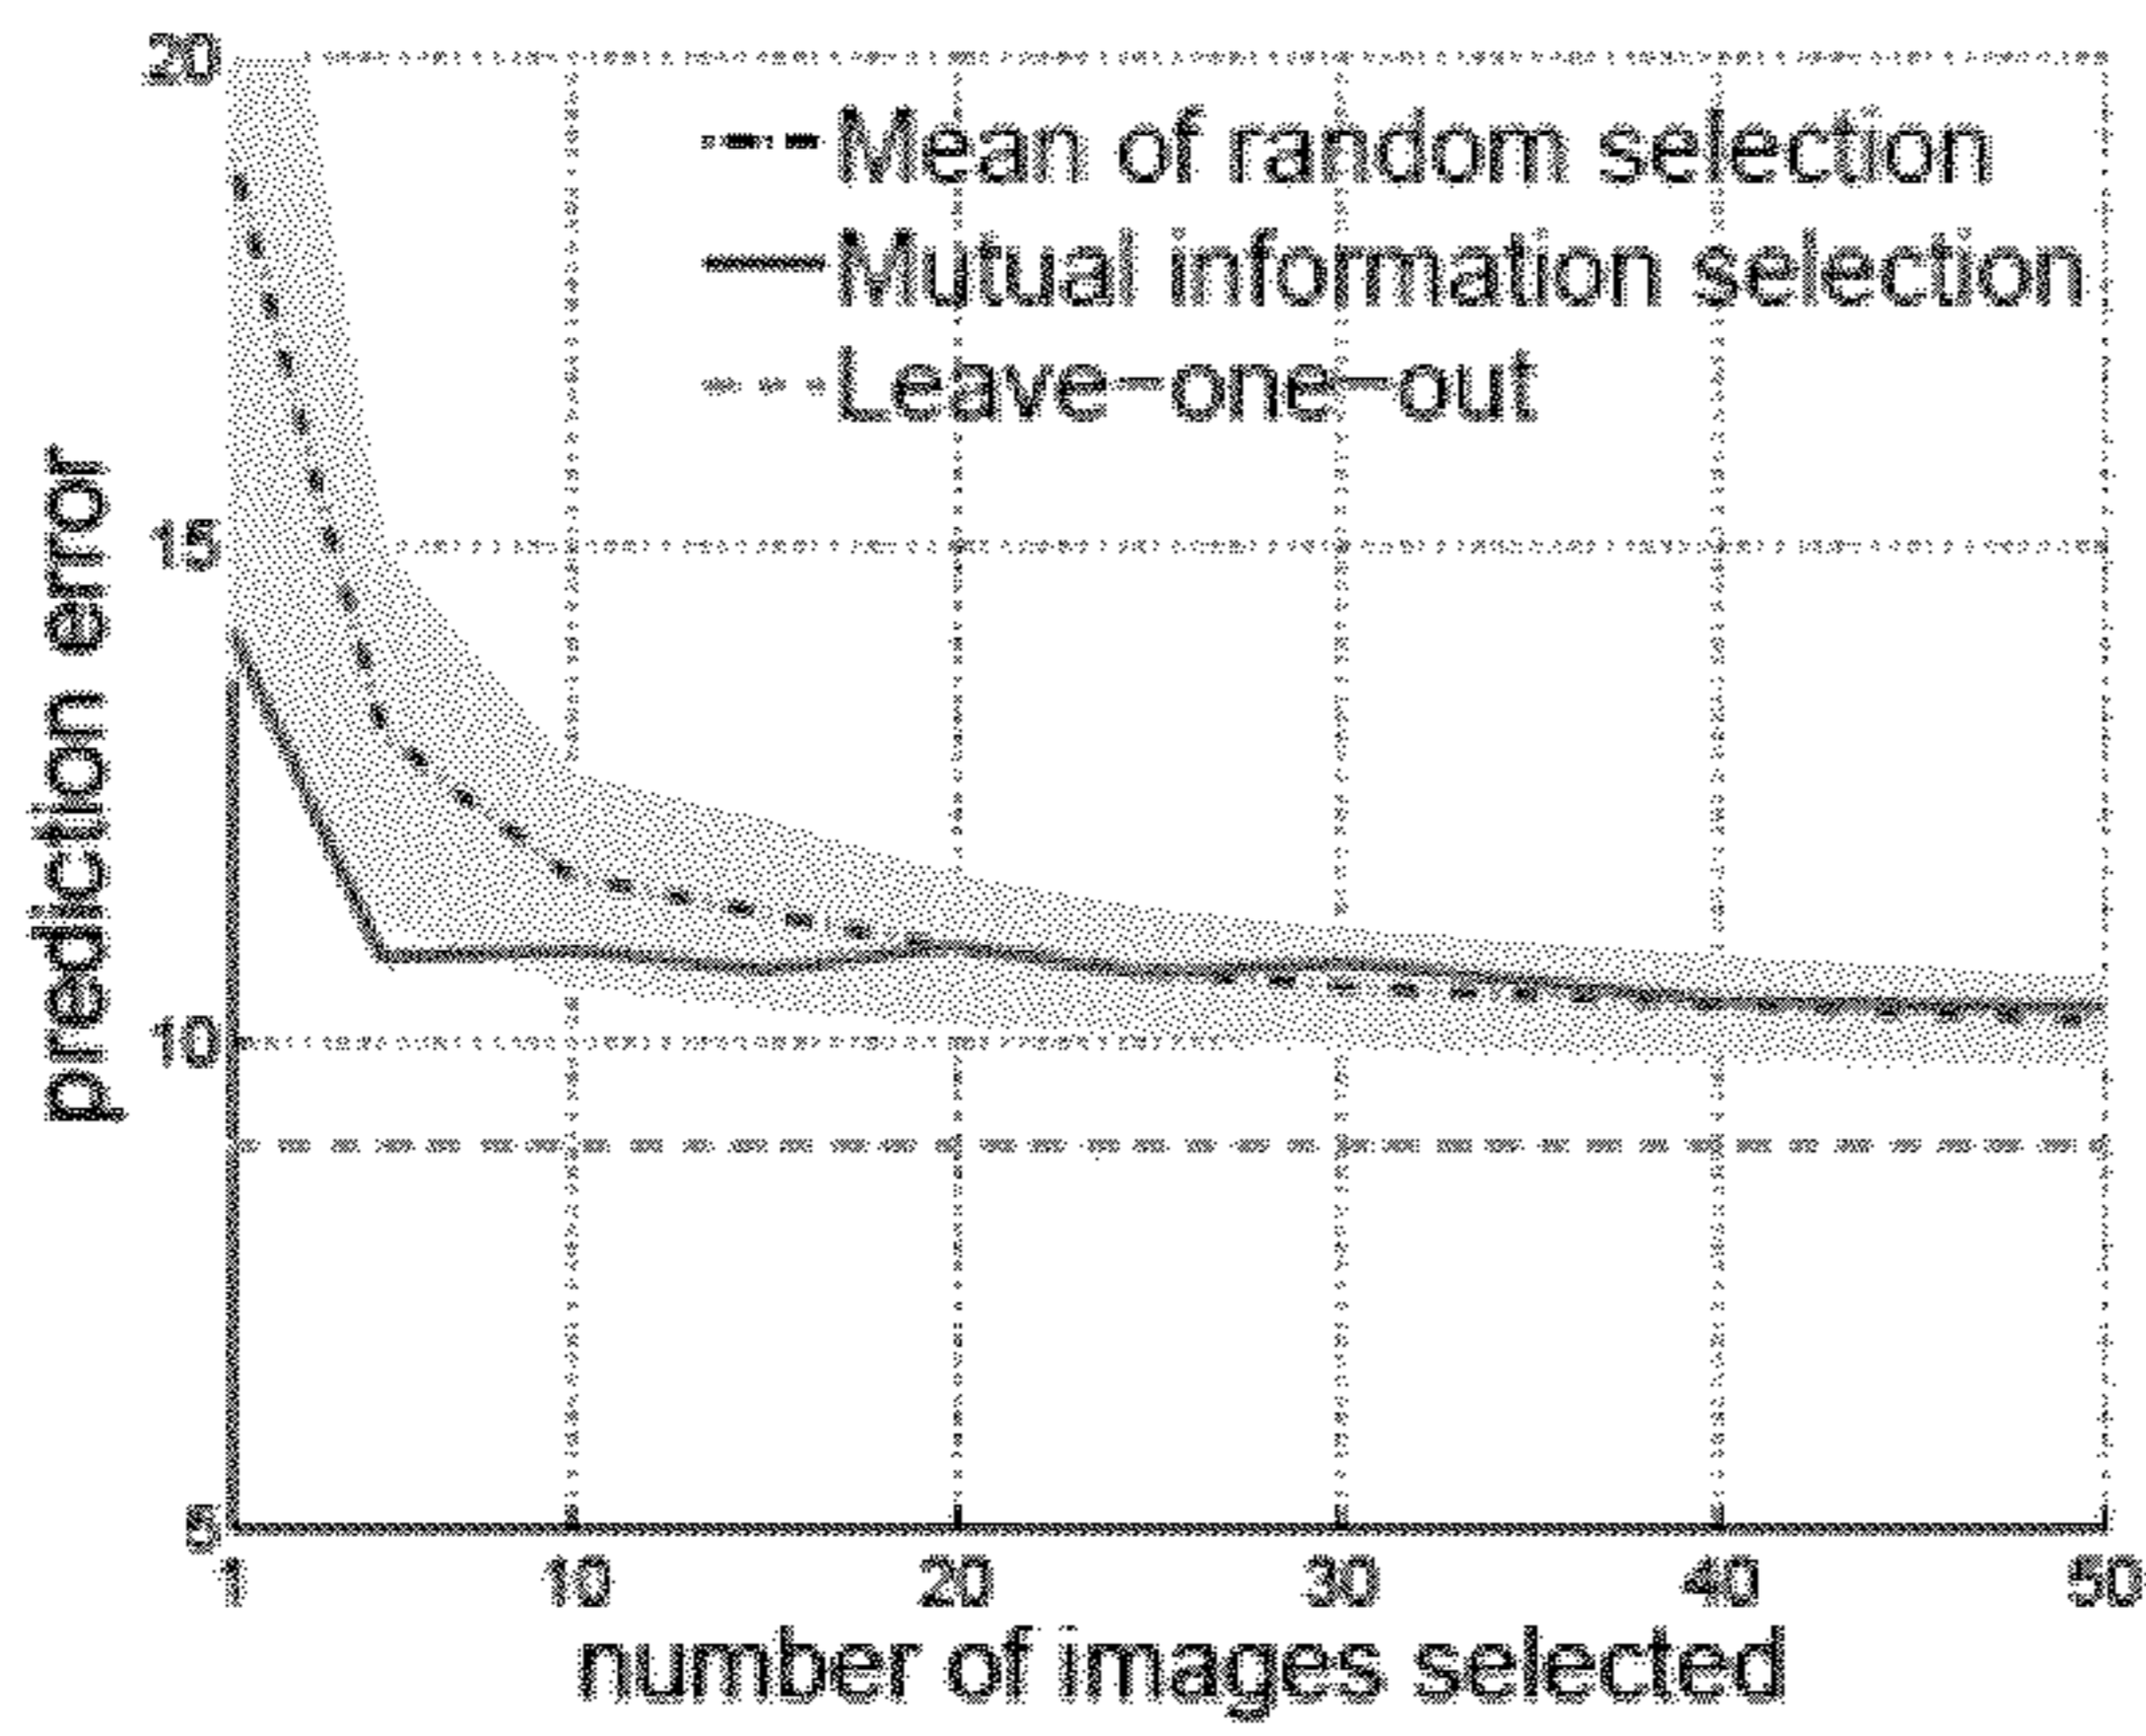 20
Mean of random selection
Mutual information selection
Leave-one-out
15
prediction error
10
5
1 10 20 30 40 50
number of images selected